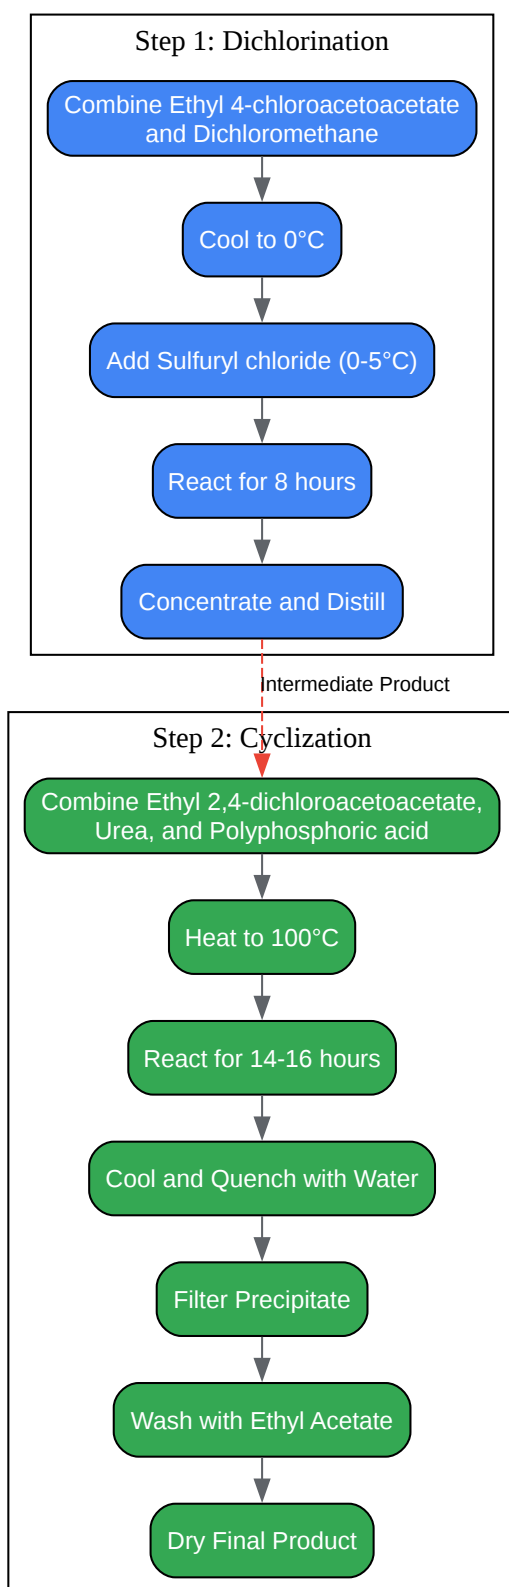 Step 1: Dichlorination
Combine Ethyl 4-chloroacetoacetate
and Dichloromethane
Cool to 0°C
Add Sulfuryl chloride (0-5°C)
React for 8 hours
Concentrate and Distill
Intermediate Product
Step 2: Cyclization
Combine Ethyl 2,4-dichloroacetoacetate,
Urea, and Polyphosphoric acid
Heat to 100°C
React for 14-16 hours
Cool and Quench with Water
Filter Precipitate
Wash with Ethyl Acetate
Dry Final Product